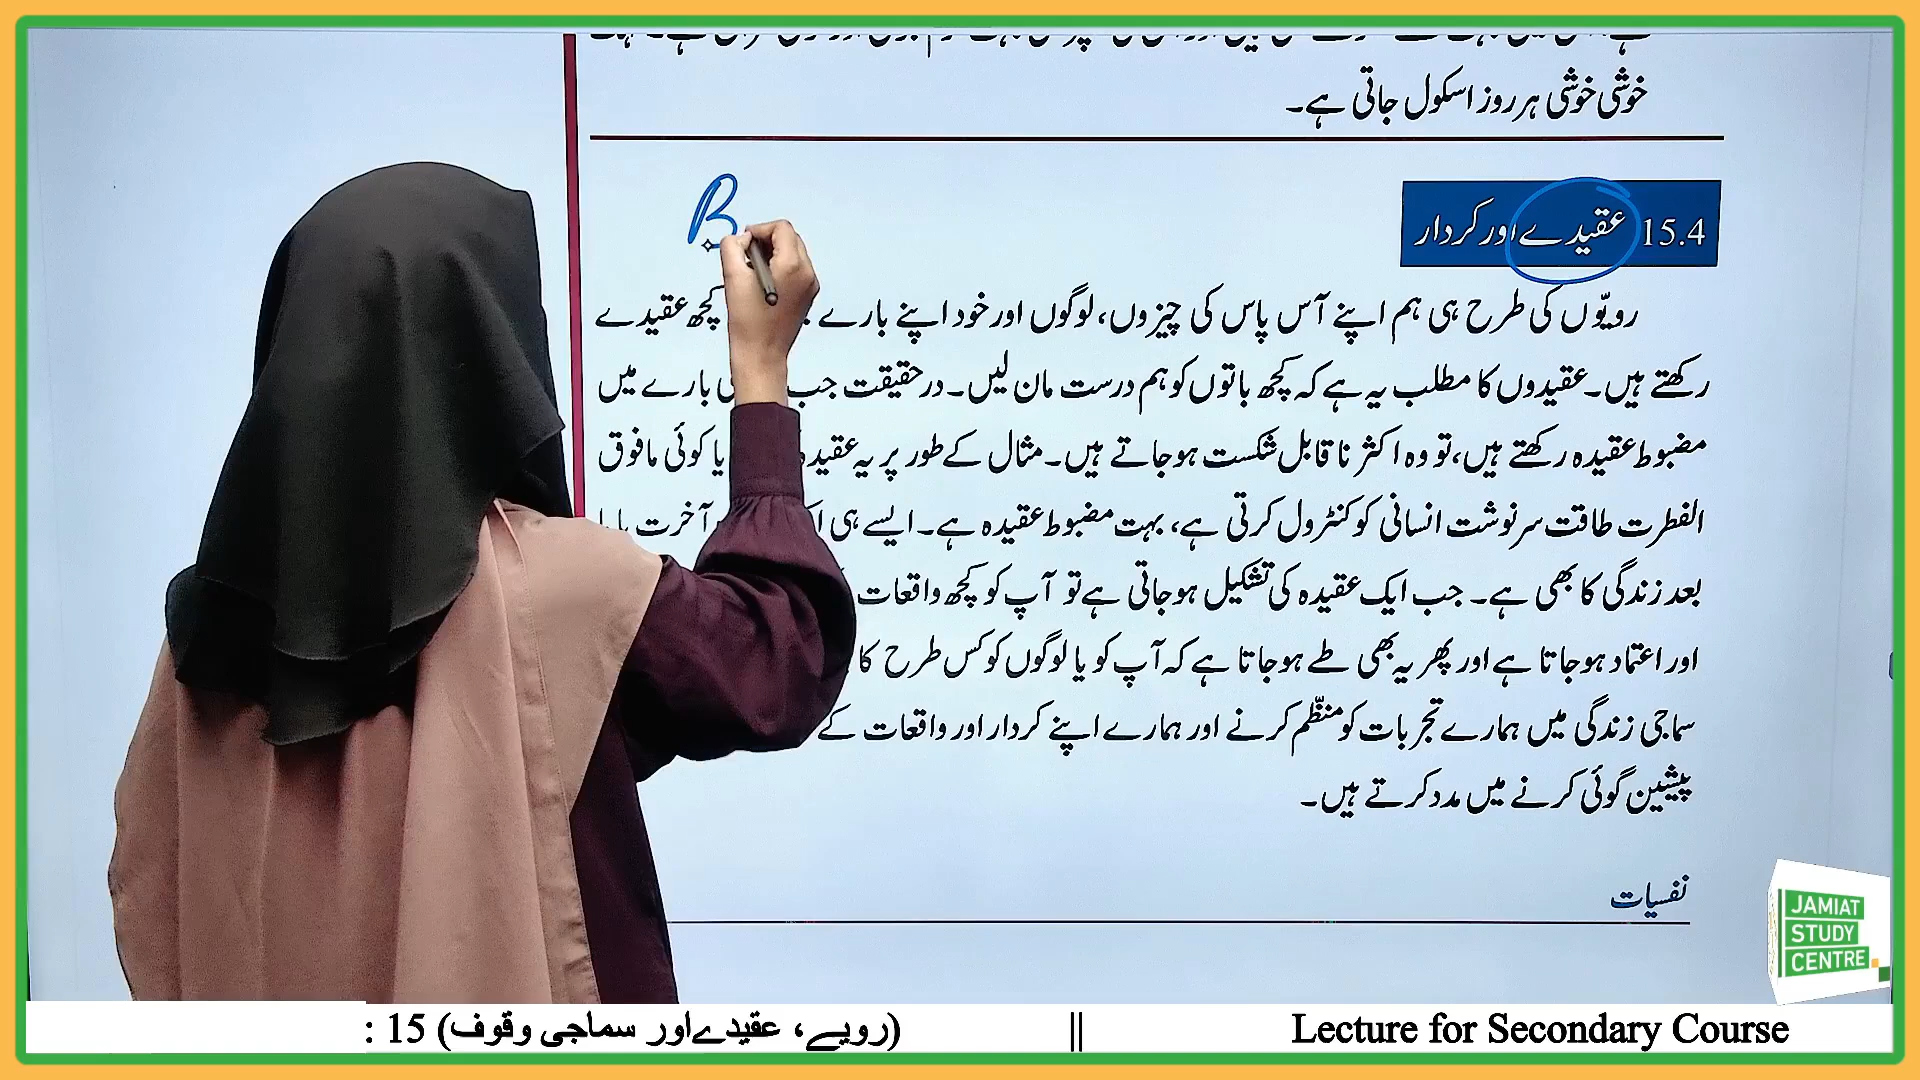 خوشی خوشی ہر روز اسکول جاتی ہے۔
B
15.4 عقیدے اور کردار
رویّوں کی طرح ہی ہم اپنے آس پاس کی چیزوں، لوگوں اور خود اپنے بارے کچھ عقیدے
رکھتے ہیں۔ عقیدوں کا مطلب یہ ہے کہ کچھ باتوں کو ہم درست مان لیں۔ درحقیقت جب بارے میں
مضبوط عقیدہ رکھتے ہیں، تو وہ اکثر ناقابل شکست ہوجاتے ہیں۔ مثال کے طور پر یہ عقیدہ یا کوئی مافوق
الفطرت طاقت سرنوشت انسانی کو کنٹرول کرتی ہے، بہت مضبوط عقیدہ ہے۔ ایسے ہی آخرت
بعد زندگی کا بھی ہے۔ جب ایک عقیدہ کی تشکیل ہوجاتی ہے تو آپ کو کچھ واقعات
اور اعتماد ہوجاتا ہے اور پھر یہ بھی طے ہوجاتا ہے کہ آپ کو یا لوگوں کو کس طرح کا
سماجی زندگی میں ہمارے تجربات کو منظّم کرنے اور ہمارے اپنے کردار اور واقعات کے
پیشین گوئی کرنے میں مدد کرتے ہیں۔
نفسیات
JAMIAT
STUDY
CENTRE
(رویے، عقیدےاور سماجی وقوف) 15 :
||
Lecture for Secondary Course